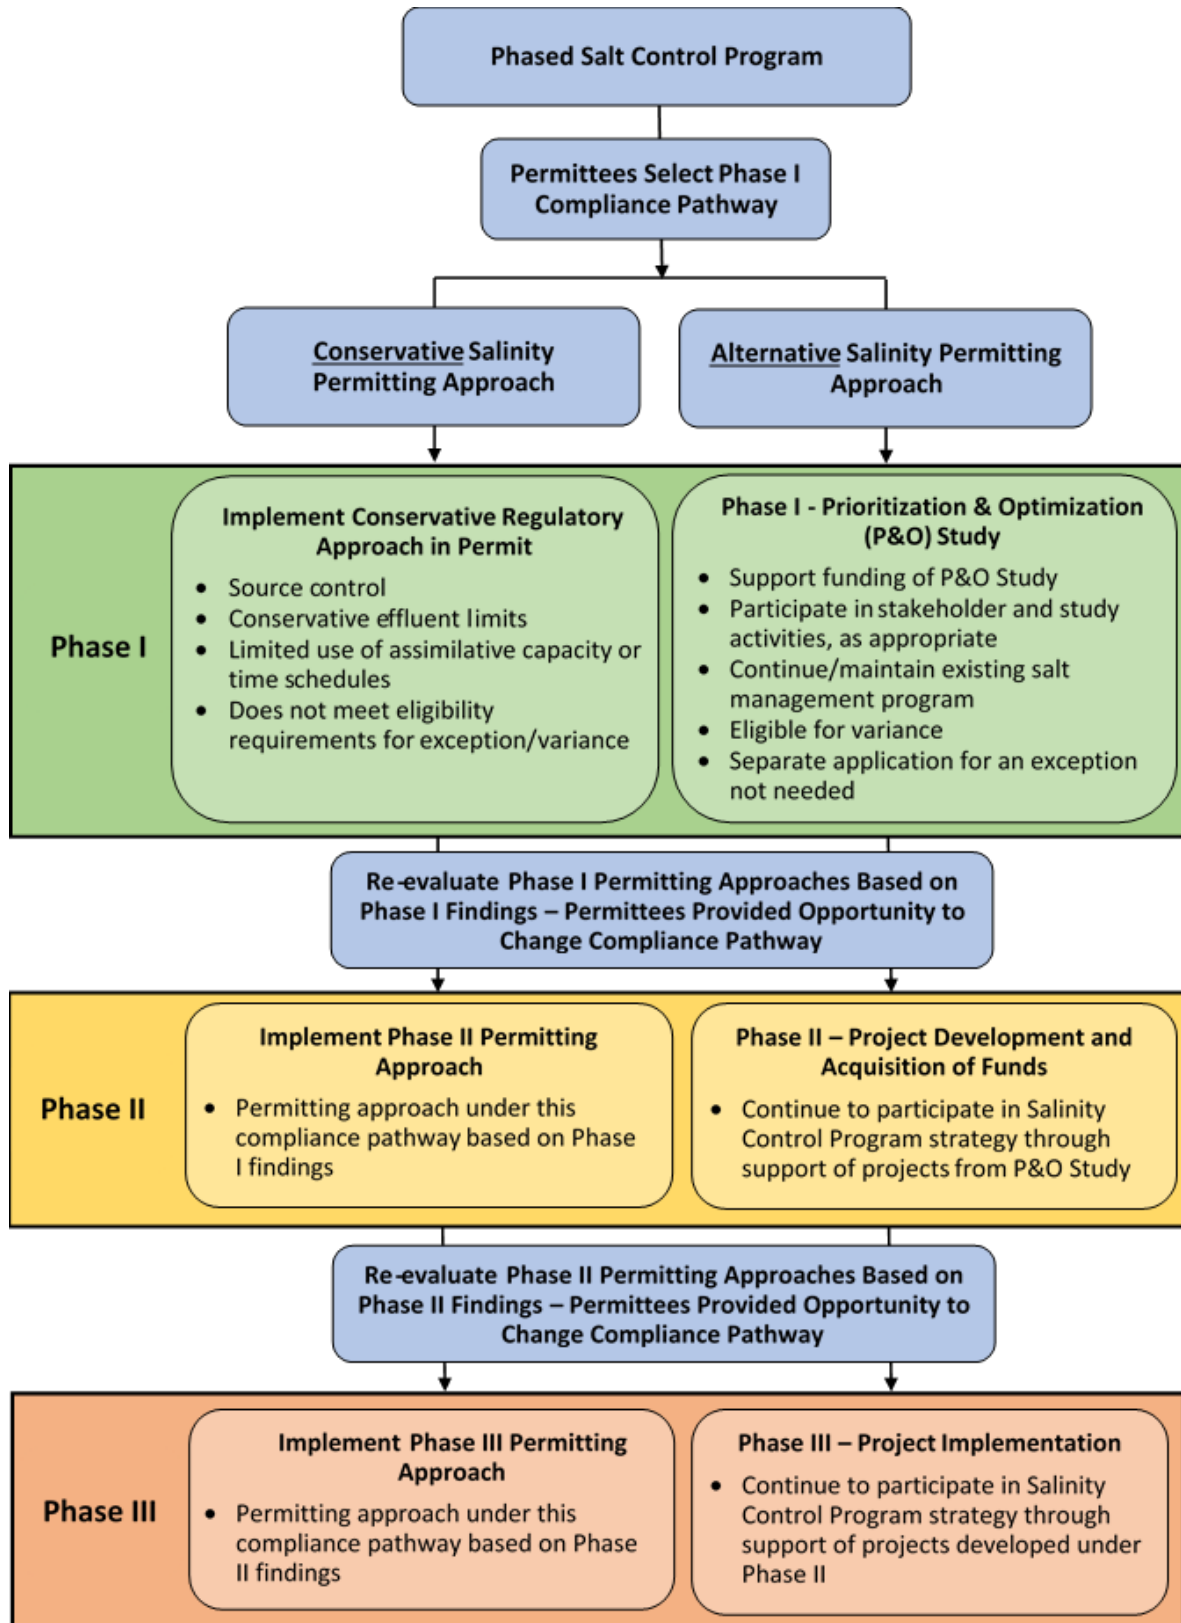 Phased Salt Control Program
Permittees Select Phase I
Compliance Pathway
Conservative Salinity
Permitting Approach
Alternative Salinity Permitting
Approach
Phase I
Implement Conservative Regulatory
Approach in Permit
• Source control
• Conservative effluent limits
• Limited use of assimilative capacity or
time schedules
• Does not meet eligibility
requirements for exception/variance
Phase I - Prioritization & Optimization
(P&O) Study
• Support funding of P&O Study
• Participate in stakeholder and study
activities, as appropriate
• Continue/maintain existing salt
management program
• Eligible for variance
• Separate application for an exception
not needed
Re-evaluate Phase I Permitting Approaches Based on
Phase I Findings – Permittees Provided Opportunity to
Change Compliance Pathway
Phase II
Implement Phase II Permitting
Approach
• Permitting approach under this
compliance pathway based on Phase
I findings
Phase II – Project Development and
Acquisition of Funds
• Continue to participate in Salinity
Control Program strategy through
support of projects from P&O Study
Re-evaluate Phase II Permitting Approaches Based on
Phase II Findings – Permittees Provided Opportunity to
Change Compliance Pathway
Phase III
Implement Phase III Permitting
Approach
• Permitting approach under this
compliance pathway based on Phase
II findings
Phase III – Project Implementation
• Continue to participate in Salinity
Control Program strategy through
support of projects developed under
Phase II